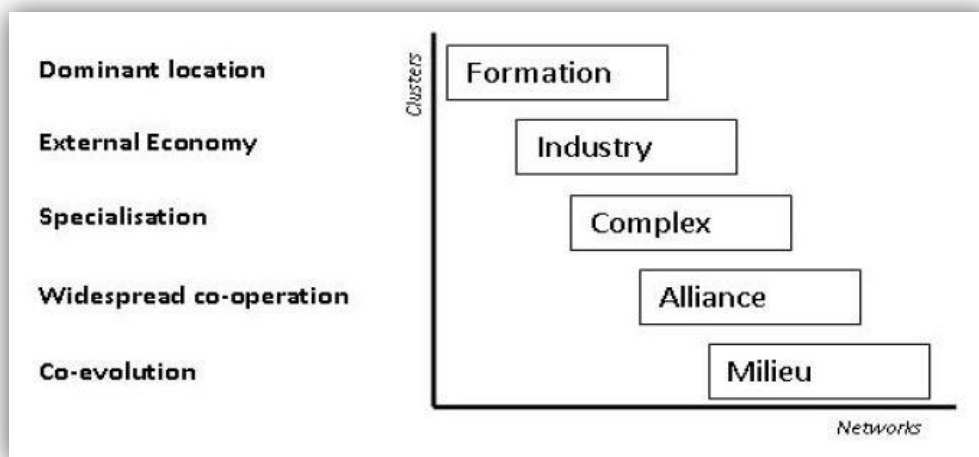 Dominant location
Formation
External Economy
Industry
Specialisation
Complex
Widespread co-operation
Alliance
Co-evolution
Milieu
Clusters
Networks